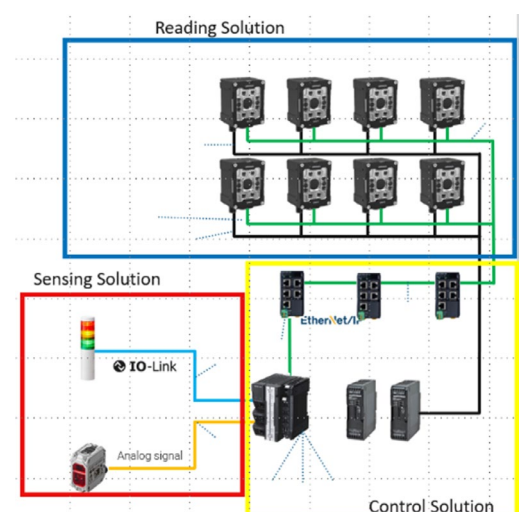 Reading Solution
Sensing Solution
EtherNet/IP
IO-Link
Analog signal
Control Solution